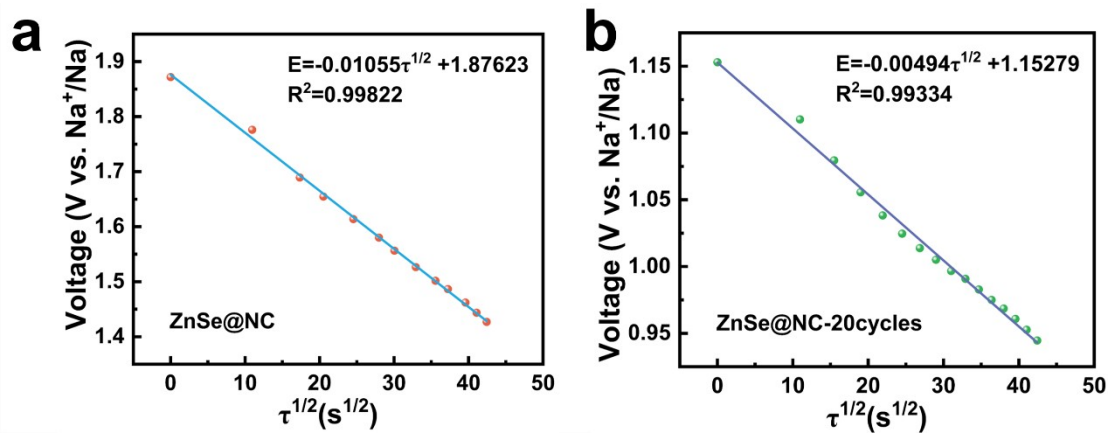 a
E=-0.01055τ^1/2 +1.87623
R²=0.99822
Voltage (V vs. Na⁺/Na)
1.9
1.8
1.7
1.6
1.5
1.4
ZnSe@NC
0 10 20 30 40 50
τ^1/2(s^1/2)
b
E=-0.00494τ^1/2 +1.15279
R²=0.99334
Voltage (V vs. Na⁺/Na)
1.15
1.10
1.05
1.00
0.95
ZnSe@NC-20cycles
0 10 20 30 40 50
τ^1/2(s^1/2)